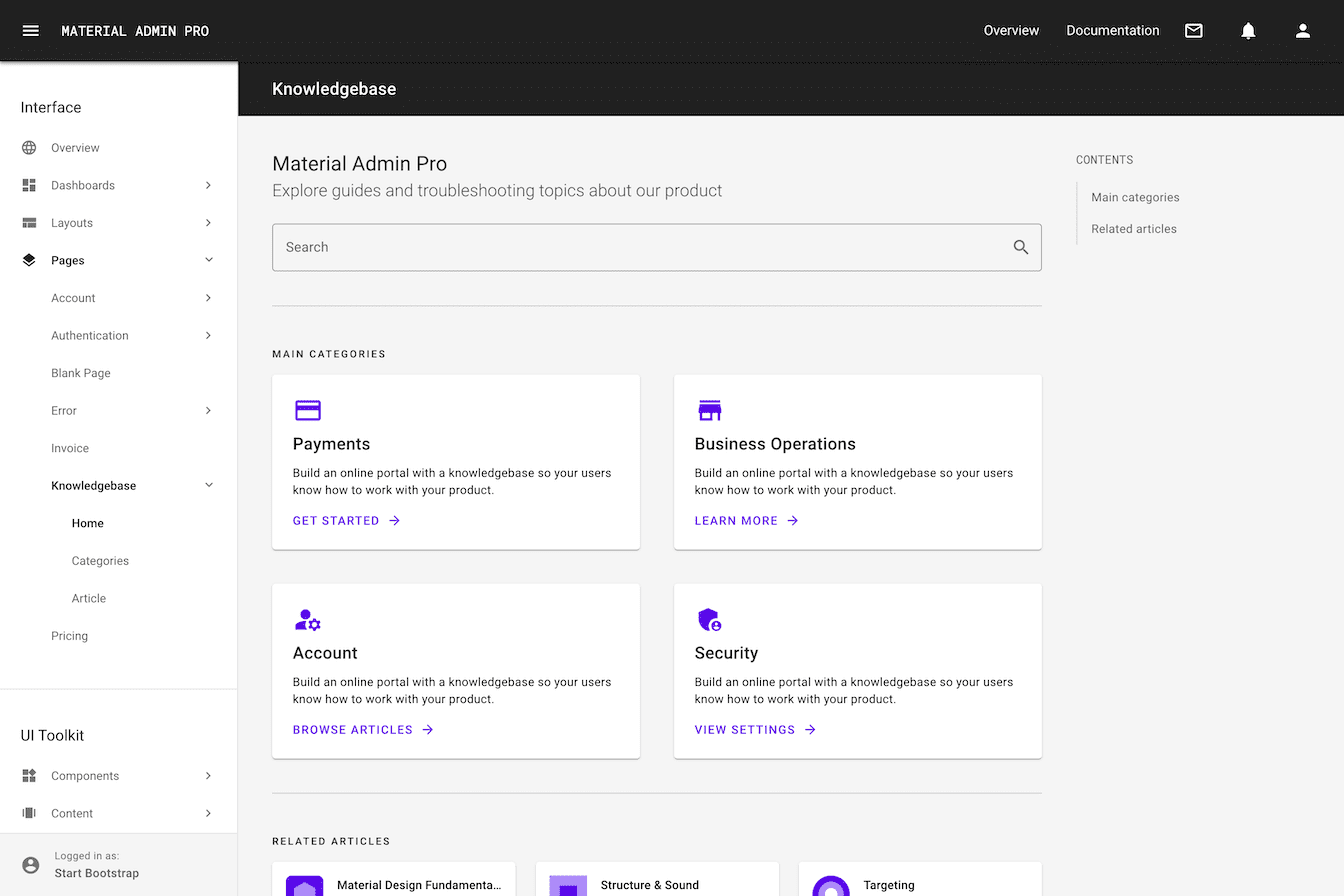 MATERIAL ADMIN PRO
Overview
Documentation
Interface
Overview
Dashboards
Layouts
Pages
Account
Authentication
Blank Page
Error
Invoice
Knowledgebase
Home
Categories
Article
Pricing
UI Toolkit
Components
Content
Logged in as:
Start Bootstrap
Knowledgebase
Material Admin Pro
Explore guides and troubleshooting topics about our product
Search
MAIN CATEGORIES
Payments
Build an online portal with a knowledgebase so your users
know how to work with your product.
GET STARTED
Business Operations
Build an online portal with a knowledgebase so your users
know how to work with your product.
LEARN MORE
Account
Build an online portal with a knowledgebase so your users
know how to work with your product.
BROWSE ARTICLES
Security
Build an online portal with a knowledgebase so your users
know how to work with your product.
VIEW SETTINGS
RELATED ARTICLES
Material Design Fundamenta...
Structure & Sound
Targeting
CONTENTS
Main categories
Related articles